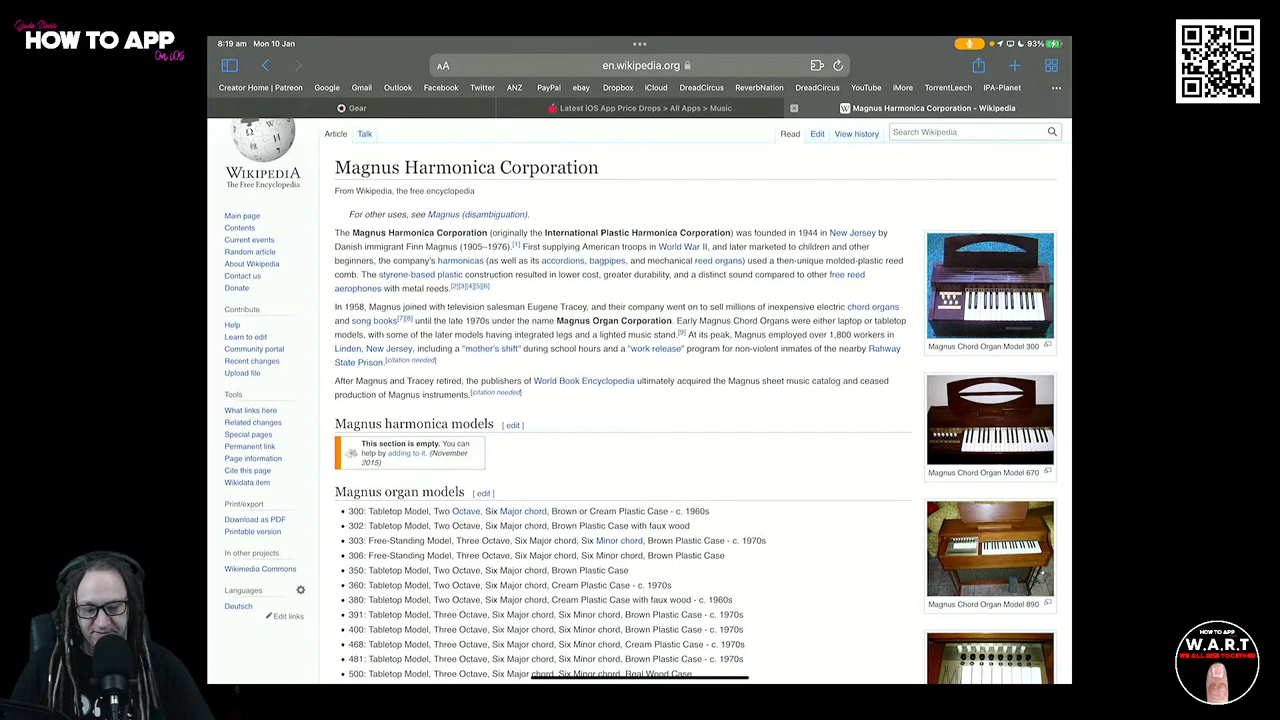 HOW TO APP
On iOS
8:19 am Mon 10 Jan
93%
AA
en.wikipedia.org
Creator Home | Patreon Google Gmail Outlook Facebook Twitter ANZ PayPal ebay Dropbox iCloud DreadCircus ReverbNation DreadCircus YouTube iMore TorrentLeech IPA-Planet
Gear
Latest iOS App Price Drops > All Apps > Music
Magnus Harmonica Corporation - Wikipedia
WIKIPEDIA
The Free Encyclopedia
Main page
Contents
Current events
Random article
About Wikipedia
Contact us
Donate
Contribute
Help
Learn to edit
Community portal
Recent changes
Upload file
Tools
What links here
Related changes
Special pages
Permanent link
Page information
Cite this page
Wikidata item
Print/export
Download as PDF
Printable version
In other projects
Wikimedia Commons
Languages
Deutsch
Edit links
Article Talk
Read Edit View history
Search Wikipedia
Magnus Harmonica Corporation
From Wikipedia, the free encyclopedia
For other uses, see Magnus (disambiguation).
The Magnus Harmonica Corporation (originally the International Plastic Harmonica Corporation) was founded in 1944 in New Jersey by
Danish immigrant Finn Magnus (1905–1976).[1] First supplying American troops in World War II, and later marketed to children and other
beginners, the company's harmonicas (as well as its accordions, bagpipes, and mechanical reed organs) used a then-unique molded-plastic reed
comb. The styrene-based plastic construction resulted in lower cost, greater durability, and a distinct sound compared to other free reed
aerophones with metal reeds.[2][3][4][5][6]
In 1958, Magnus joined with television salesman Eugene Tracey, and their company went on to sell millions of inexpensive electric chord organs
and song books[7][8] until the late 1970s under the name Magnus Organ Corporation. Early Magnus Chord Organs were either laptop or tabletop
models, with some of the later models having integrated legs and a lighted music stand.[9] At its peak, Magnus employed over 1,800 workers in
Linden, New Jersey, including a "mother's shift" during school hours and a "work release" program for non-violent inmates of the nearby Rahway
State Prison.[citation needed]
After Magnus and Tracey retired, the publishers of World Book Encyclopedia ultimately acquired the Magnus sheet music catalog and ceased
production of Magnus instruments.[citation needed]
Magnus harmonica models [ edit ]
This section is empty. You can
help by adding to it. (November
2015)
Magnus organ models [ edit ]
• 300: Tabletop Model, Two Octave, Six Major chord, Brown or Cream Plastic Case - c. 1960s
• 302: Tabletop Model, Two Octave, Six Major chord, Brown Plastic Case with faux wood
• 303: Free-Standing Model, Three Octave, Six Major chord, Six Minor chord, Brown Plastic Case - c. 1970s
• 306: Free-Standing Model, Three Octave, Six Major chord, Six Minor chord, Brown Plastic Case
• 350: Tabletop Model, Two Octave, Six Major chord, Brown Plastic Case
• 360: Tabletop Model, Two Octave, Six Major chord, Cream Plastic Case - c. 1970s
• 380: Tabletop Model, Two Octave, Six Major chord, Cream Plastic Case with faux wood - c. 1960s
• 391: Tabletop Model, Three Octave, Six Major chord, Six Minor chord, Brown Plastic Case - c. 1970s
• 400: Tabletop Model, Three Octave, Six Major chord, Six Minor chord, Brown Plastic Case - c. 1970s
• 468: Tabletop Model, Three Octave, Six Major chord, Six Minor chord, Cream Plastic Case - c. 1970s
• 481: Tabletop Model, Three Octave, Six Major chord, Six Minor chord, Brown Plastic Case - c. 1970s
• 500: Tabletop Model, Three Octave, Six Major chord, Six Minor chord, Real Wood Case
Magnus Chord Organ Model 300
Magnus Chord Organ Model 670
Magnus Chord Organ Model 890
HOW TO APP
W.A.R.T
WE ALL RISE TOGETHER